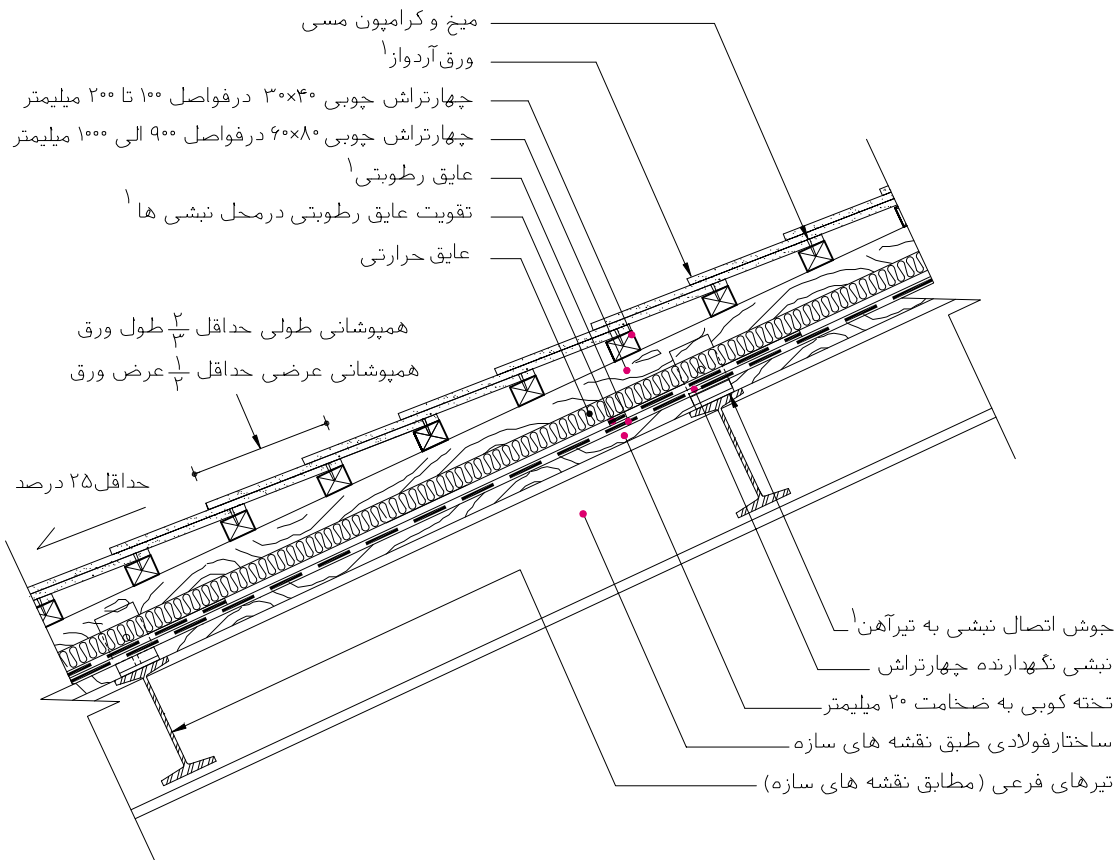 میخ و کرامپون مسی
ورق آردواز۱
چهارتراش چوبی ۴۰×۳۰ درفواصل ۱۰۰ تا ۲۰۰ میلیمتر
چهارتراش چوبی ۸۰×۶۰ درفواصل ۹۰۰ الی ۱۰۰۰ میلیمتر
عایق رطوبتی۱
تقویت عایق رطوبتی درمحل نبشی ها۱
عایق حرارتی
همپوشانی طولی حداقل ۲/۳ طول ورق
همپوشانی عرضی حداقل ۱/۲ عرض ورق
حداقل ۲۵ درصد
جوش اتصال نبشی به تیرآهن۱
نبشی نگهدارنده چهارتراش
تخته کوبی به ضخامت ۲۰ میلیمتر
ساختارفولادی طبق نقشه های سازه
تیرهای فرعی (مطابق نقشه های سازه)